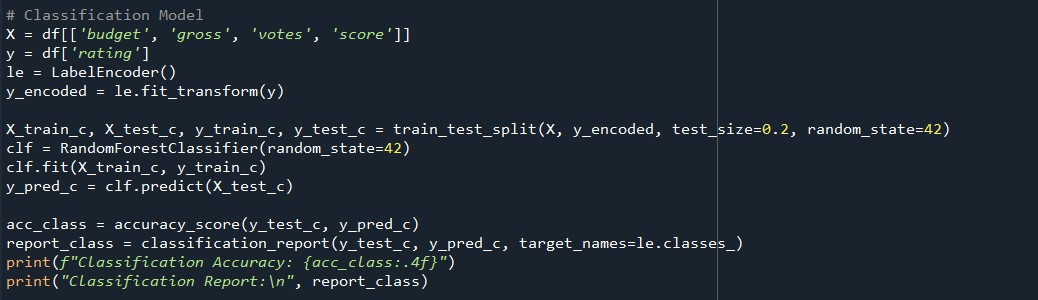 # Classification Model
X = df[['budget', 'gross', 'votes', 'score']]
y = df['rating']
le = LabelEncoder()
y_encoded = le.fit_transform(y)
X_train_c, X_test_c, y_train_c, y_test_c = train_test_split(X, y_encoded, test_size=0.2, random_state=42)
clf = RandomForestClassifier(random_state=42)
clf.fit(X_train_c, y_train_c)
y_pred_c = clf.predict(X_test_c)
acc_class = accuracy_score(y_test_c, y_pred_c)
report_class = classification_report(y_test_c, y_pred_c, target_names=le.classes_)
print(f"Classification Accuracy: {acc_class:.4f}")
print("Classification Report:\n", report_class)